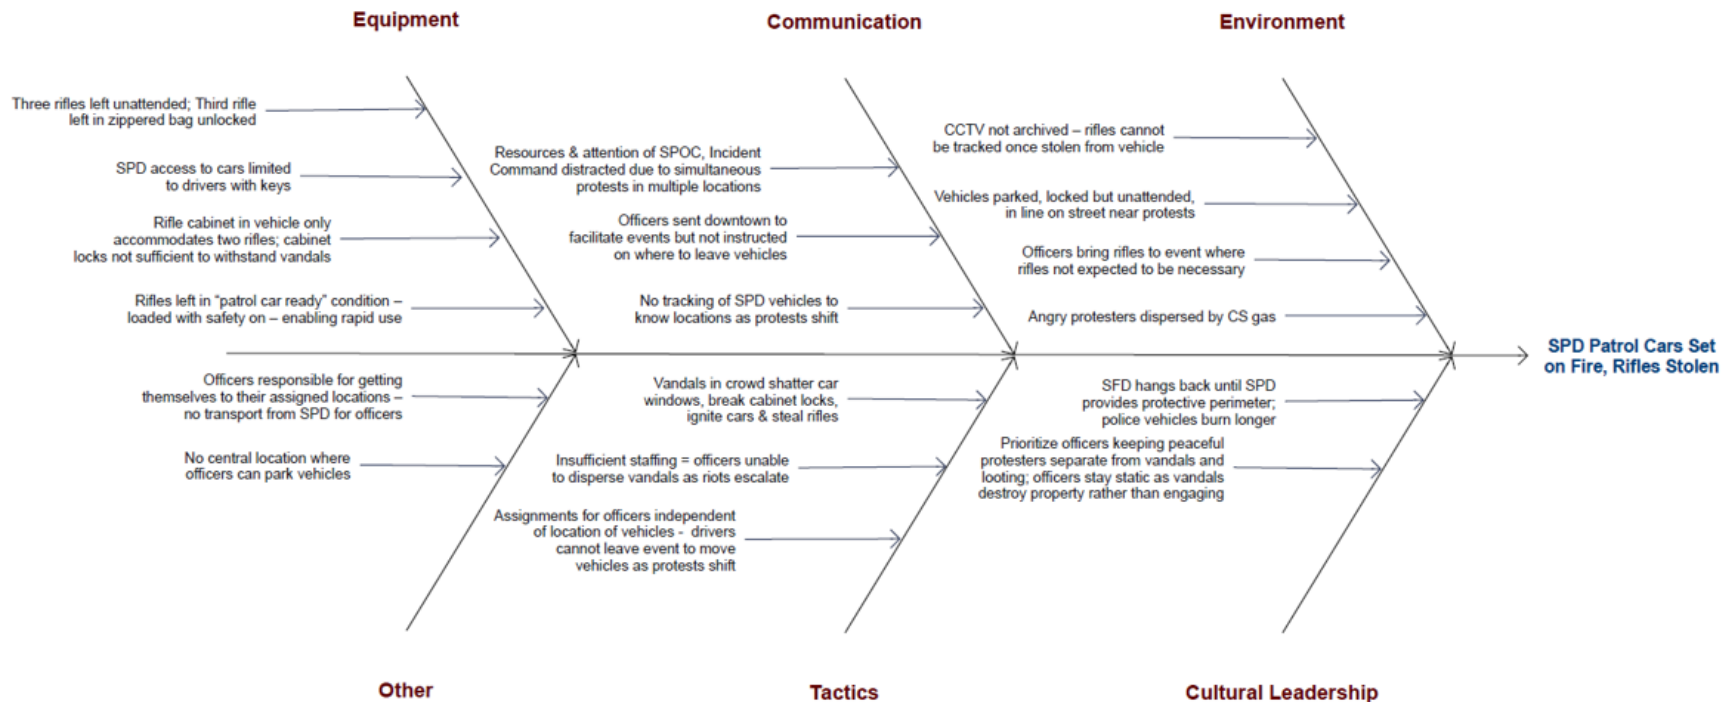 Equipment
Communication
Environment
Three rifles left unattended; Third rifle
left in zippered bag unlocked
SPD access to cars limited
to drivers with keys
Rifle cabinet in vehicle only
accommodates two rifles; cabinet
locks not sufficient to withstand vandals
Rifles left in “patrol car ready” condition –
loaded with safety on – enabling rapid use
Resources & attention of SPOC, Incident
Command distracted due to simultaneous
protests in multiple locations
Officers sent downtown to
facilitate events but not instructed
on where to leave vehicles
No tracking of SPD vehicles to
know locations as protests shift
CCTV not archived – rifles cannot
be tracked once stolen from vehicle
Vehicles parked, locked but unattended,
in line on street near protests
Officers bring rifles to event where
rifles not expected to be necessary
Angry protesters dispersed by CS gas
SPD Patrol Cars Set
on Fire, Rifles Stolen
Officers responsible for getting
themselves to their assigned locations –
no transport from SPD for officers
No central location where
officers can park vehicles
Vandals in crowd shatter car
windows, break cabinet locks,
ignite cars & steal rifles
Insufficient staffing = officers unable
to disperse vandals as riots escalate
Assignments for officers independent
of location of vehicles - drivers
cannot leave event to move
vehicles as protests shift
SFD hangs back until SPD
provides protective perimeter;
police vehicles burn longer
Prioritize officers keeping peaceful
protesters separate from vandals and
looting; officers stay static as vandals
destroy property rather than engaging
Other
Tactics
Cultural Leadership